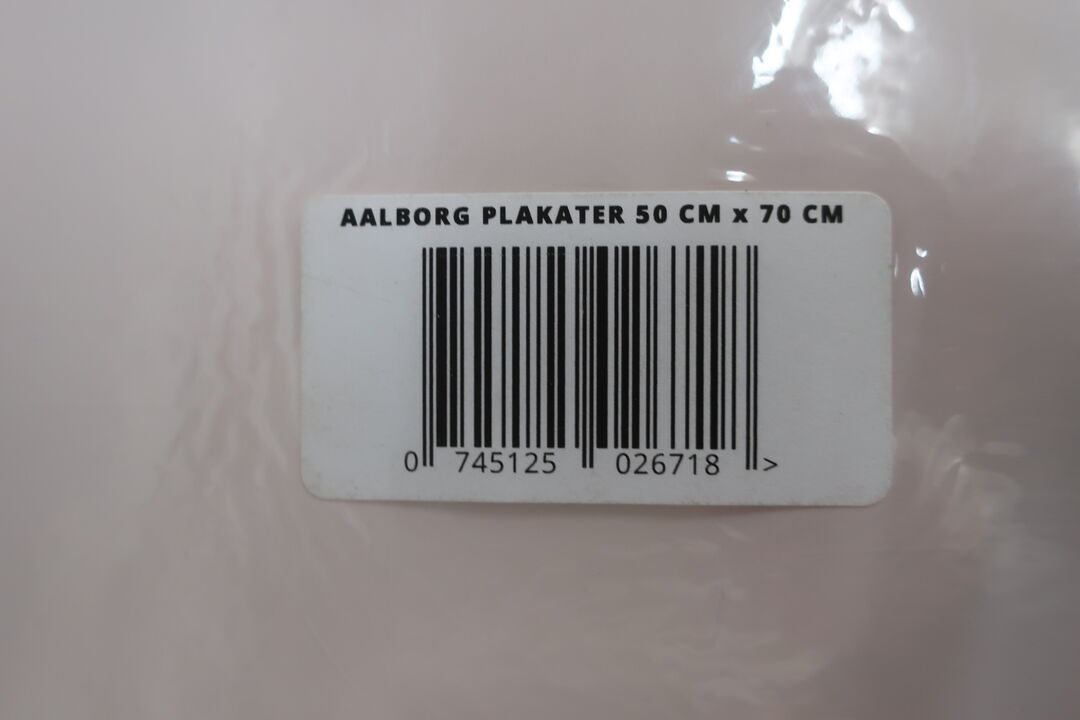 AALBORG PLAKATER 50 CM x 70 CM
0 745125 026718 >